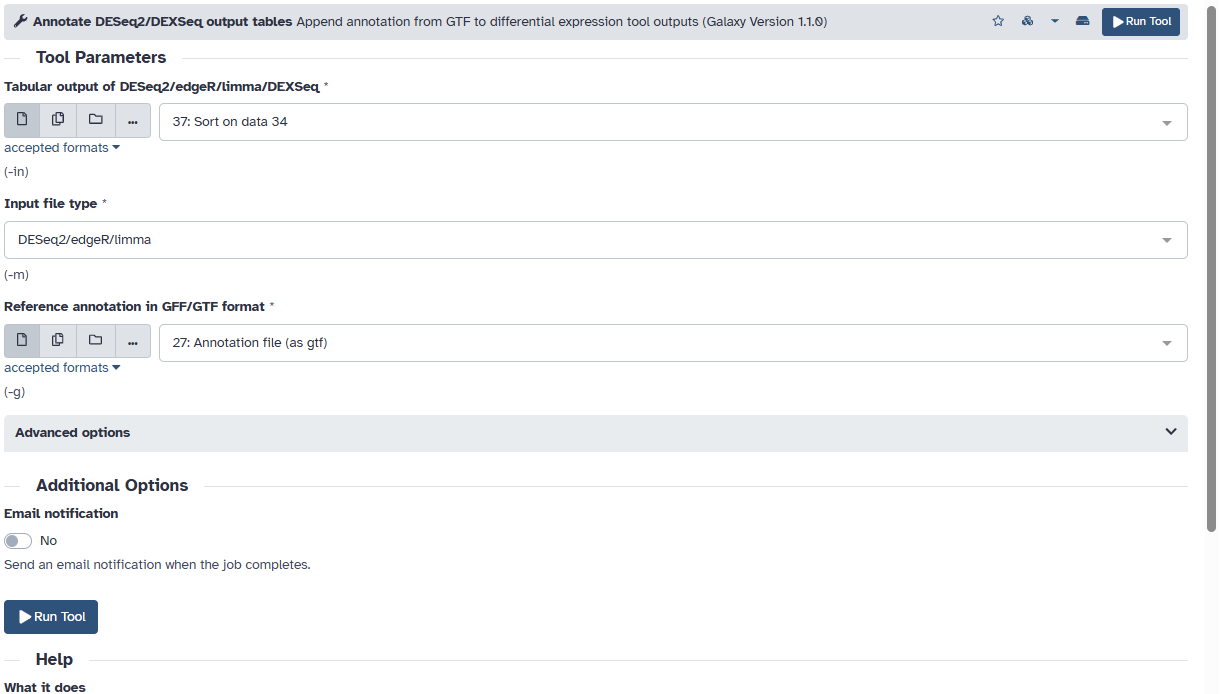 Annotate DESeq2/DEXSeq output tables Append annotation from GTF to differential expression tool outputs (Galaxy Version 1.1.0)
Run Tool
Tool Parameters
Tabular output of DESeq2/edgeR/limma/DEXSeq *
...
37: Sort on data 34
accepted formats
(-in)
Input file type *
DESeq2/edgeR/limma
(-m)
Reference annotation in GFF/GTF format *
...
27: Annotation file (as gtf)
accepted formats
(-g)
Advanced options
Additional Options
Email notification
No
Send an email notification when the job completes.
Run Tool
Help
What it does